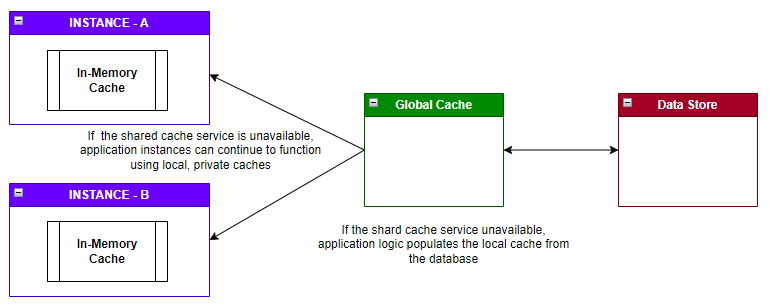 INSTANCE - A
In-Memory
Cache
If the shared cache service is unavailable,
application instances can continue to function
using local, private caches
INSTANCE - B
In-Memory
Cache
Global Cache
Data Store
If the shard cache service unavailable,
application logic populates the local cache from
the database